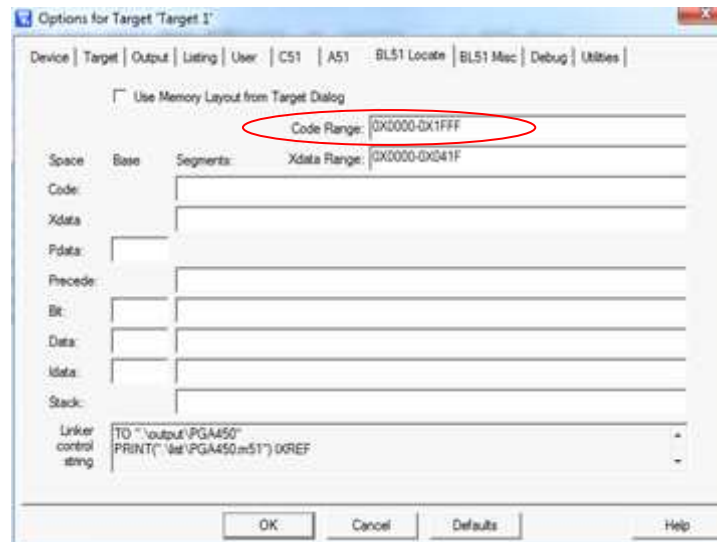 Options for Target 'Target 1'
Device | Target | Output | Listing | User | C51 | A51 BL51 Locate | BL51 Misc | Debug | Utilities |
Use Memory Layout from Target Dialog
Code Range: 0X0000-0X1FFF
Space Base Segments: Xdata Range: 0X0000-0X041F
Code:
Xdata
Pdata:
Precede:
Bit:
Data:
Idata:
Stack:
Linker control string
TO ".\output\PGA450"
PRINT(".\list\PGA450.m51") IXREF
OK Cancel Defaults Help